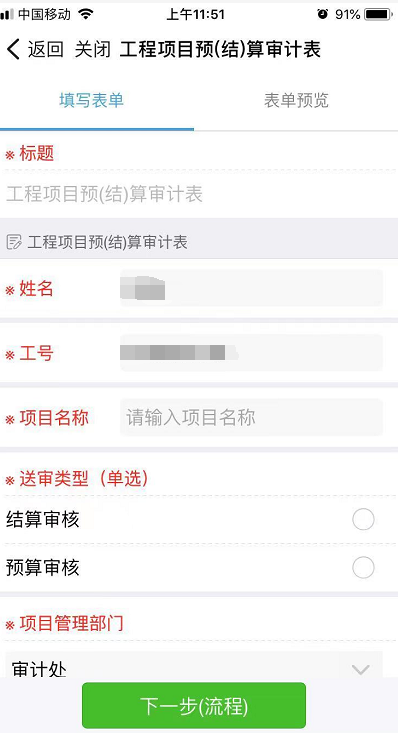 中国移动 上午11:51 91%
返回 关闭 工程项目预(结)算审计表
填写表单 表单预览
※ 标题
工程项目预(结)算审计表
工程项目预(结)算审计表
※ 姓名
※ 工号
※ 项目名称 请输入项目名称
※ 送审类型（单选）
结算审核
预算审核
※ 项目管理部门
审计处
下一步(流程)